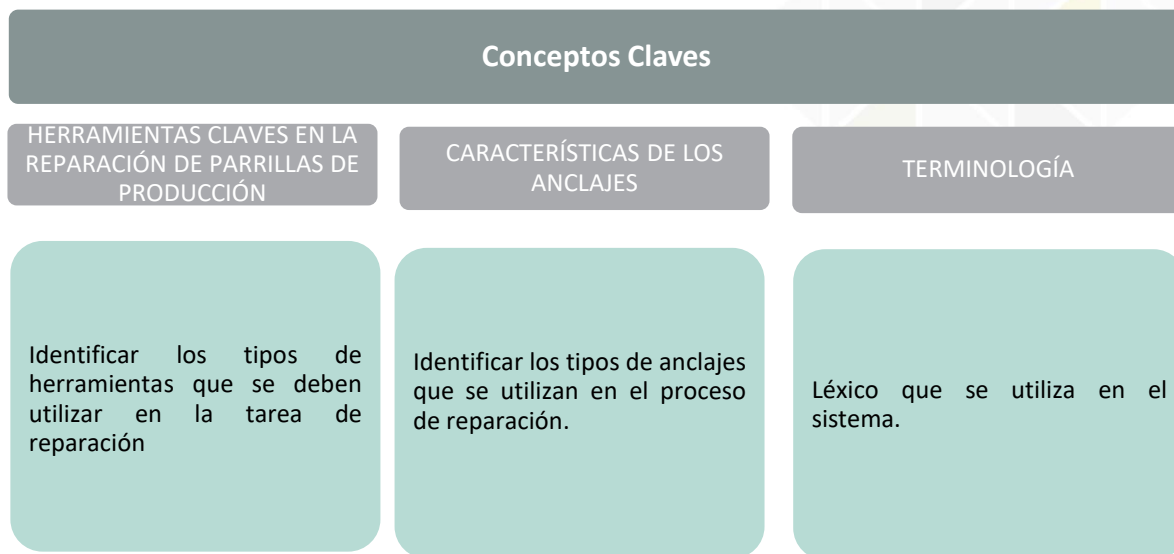 Conceptos Claves
HERRAMIENTAS CLAVES EN LA
REPARACIÓN DE PARRILLAS DE
PRODUCCIÓN
CARACTERÍSTICAS DE LOS
ANCLAJES
TERMINOLOGÍA
Identificar los tipos de
herramientas que se deben
utilizar en la tarea de
reparación
Identificar los tipos de anclajes
que se utilizan en el proceso
de reparación.
Léxico que se utiliza en el
sistema.